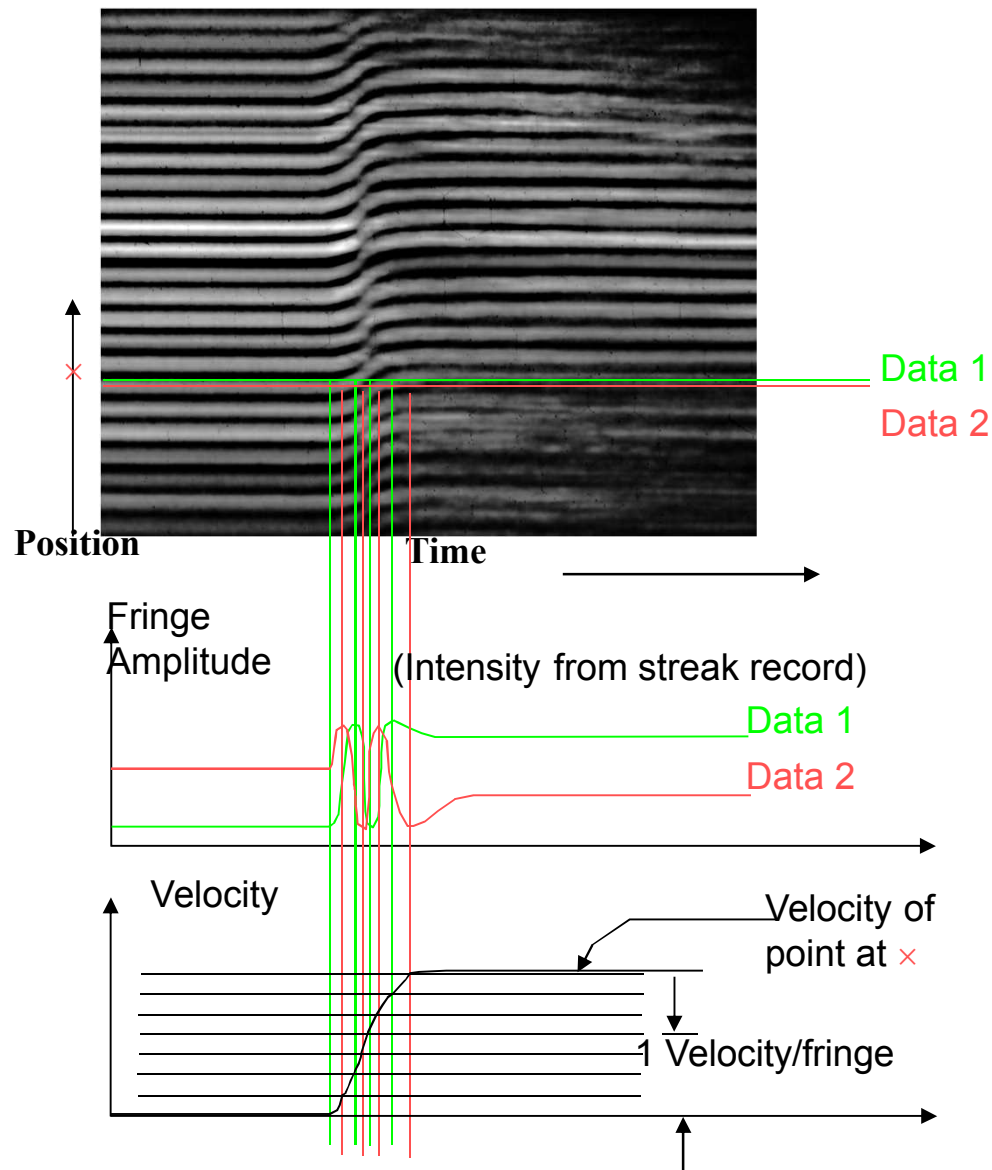 ×
Data 1
Data 2
Position
Time
Fringe
Amplitude
(Intensity from streak record)
Data 1
Data 2
Velocity
Velocity of
point at ×
1 Velocity/fringe